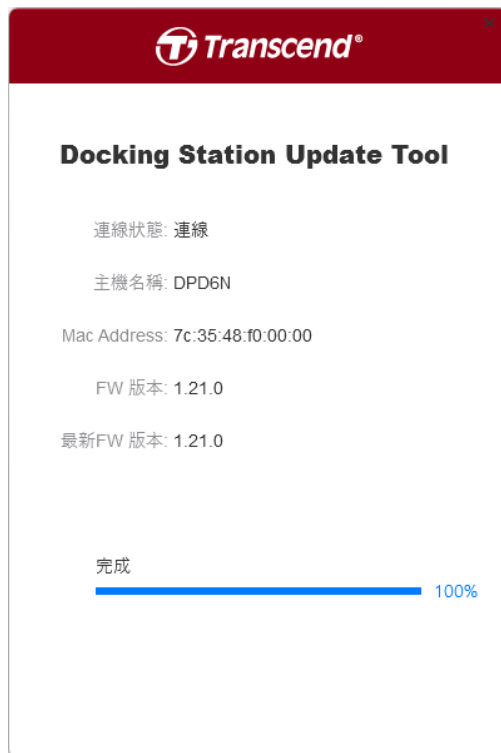 Transcend®
Docking Station Update Tool
連線狀態: 連線
主機名稱: DPD6N
Mac Address: 7c:35:48:f0:00:00
FW 版本: 1.21.0
最新FW 版本: 1.21.0
完成
100%